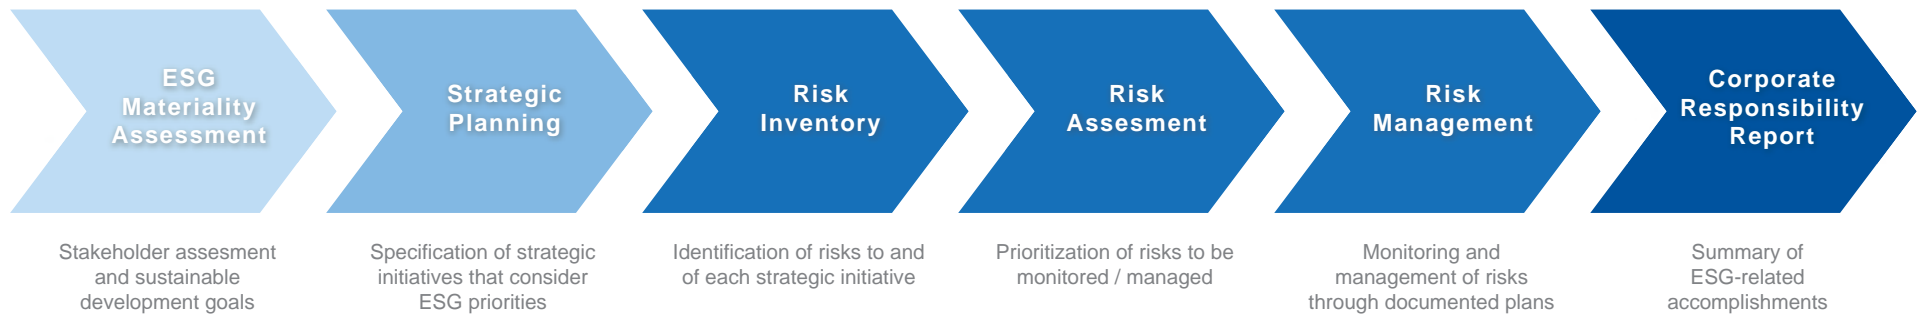 ESG
Materiality
Assessment
Strategic
Planning
Risk
Inventory
Risk
Assesment
Risk
Management
Corporate
Responsibility
Report
Stakeholder assesment
and sustainable
development goals
Specification of strategic
initiatives that consider
ESG priorities
Identification of risks to and
of each strategic initiative
Prioritization of risks to be
monitored / managed
Monitoring and
management of risks
through documented plans
Summary of
ESG-related
accomplishments